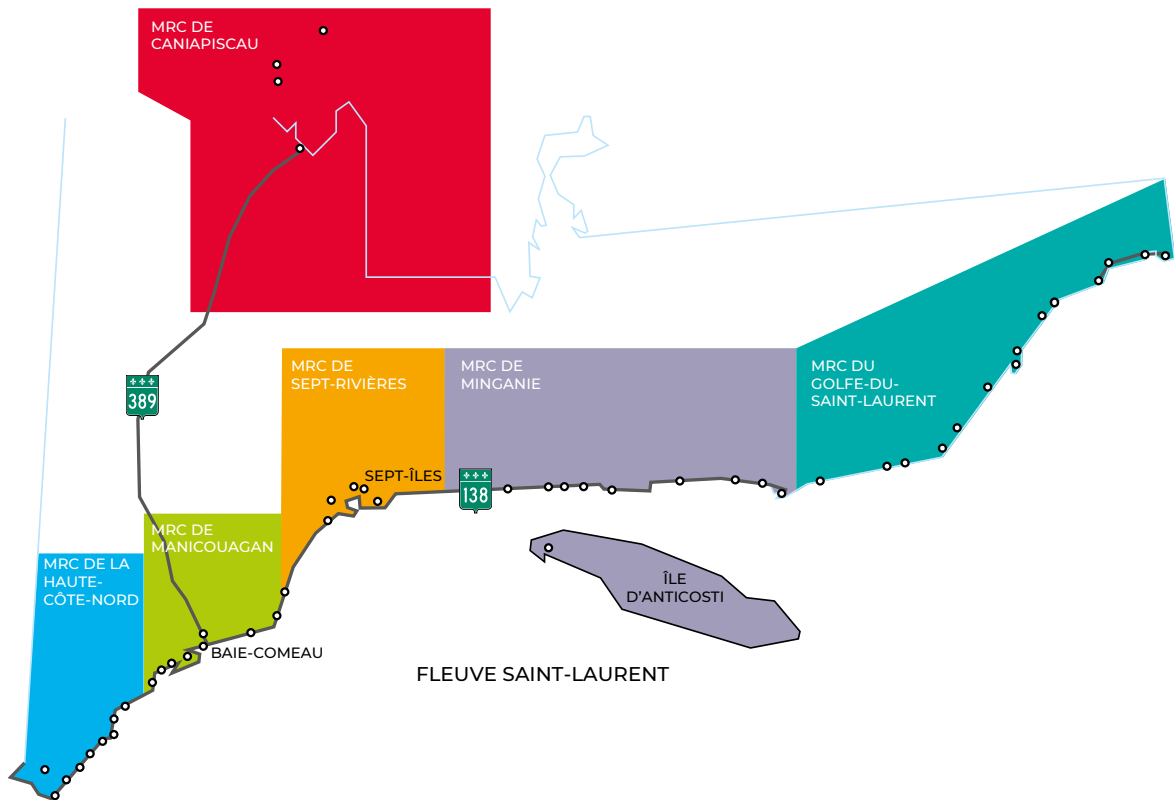 MRC DE
CANIAPISCAU
389
MRC DE
SEPT-RIVIÈRES
MRC DE
MINGANIE
MRC DU
GOLFE-DU-
SAINT-LAURENT
SEPT-ÎLES
138
MRC DE
MANICOUAGAN
MRC DE LA
HAUTE-
CÔTE-NORD
ÎLE
D'ANTICOSTI
BAIE-COMEAU
FLEUVE SAINT-LAURENT